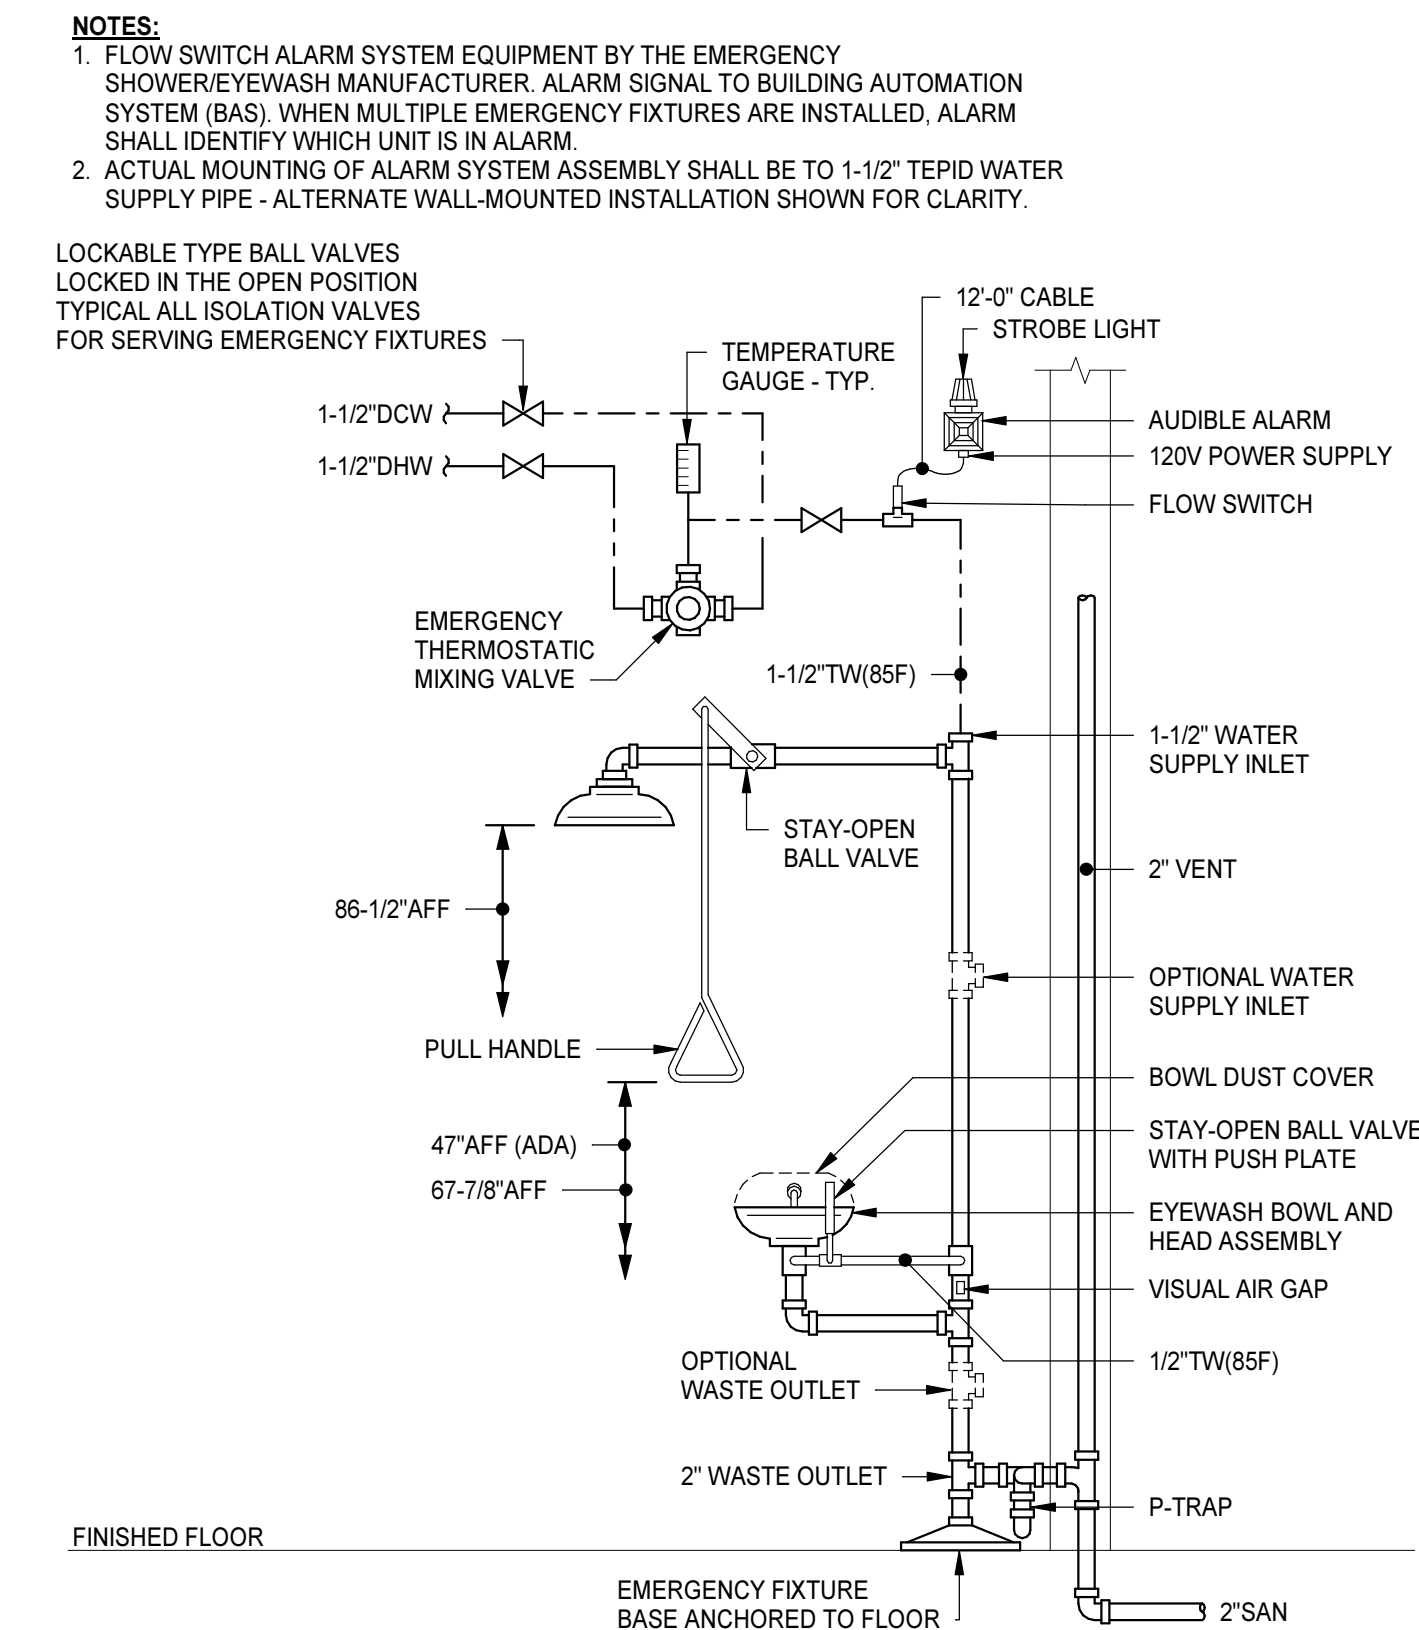 NOTES:
1. FLOW SWITCH ALARM SYSTEM EQUIPMENT BY THE EMERGENCY
SHOWER/EYEWASH MANUFACTURER. ALARM SIGNAL TO BUILDING AUTOMATION
SYSTEM (BAS). WHEN MULTIPLE EMERGENCY FIXTURES ARE INSTALLED, ALARM
SHALL IDENTIFY WHICH UNIT IS IN ALARM.
2. ACTUAL MOUNTING OF ALARM SYSTEM ASSEMBLY SHALL BE TO 1-1/2" TEPID WATER
SUPPLY PIPE - ALTERNATE WALL-MOUNTED INSTALLATION SHOWN FOR CLARITY.
LOCKABLE TYPE BALL VALVES
LOCKED IN THE OPEN POSITION
TYPICAL ALL ISOLATION VALVES
FOR SERVING EMERGENCY FIXTURES
12'-0" CABLE
STROBE LIGHT
TEMPERATURE
GAUGE - TYP.
1-1/2"DCW
1-1/2"DHW
AUDIBLE ALARM
120V POWER SUPPLY
FLOW SWITCH
EMERGENCY
THERMOSTATIC
MIXING VALVE
1-1/2"TW(85F)
1-1/2" WATER
SUPPLY INLET
STAY-OPEN
BALL VALVE
2" VENT
86-1/2"AFF
OPTIONAL WATER
SUPPLY INLET
PULL HANDLE
BOWL DUST COVER
47"AFF (ADA)
67-7/8"AFF
STAY-OPEN BALL VALVE
WITH PUSH PLATE
EYEWASH BOWL AND
HEAD ASSEMBLY
VISUAL AIR GAP
1/2"TW(85F)
OPTIONAL
WASTE OUTLET
2" WASTE OUTLET
P-TRAP
FINISHED FLOOR
EMERGENCY FIXTURE
BASE ANCHORED TO FLOOR
2"SAN